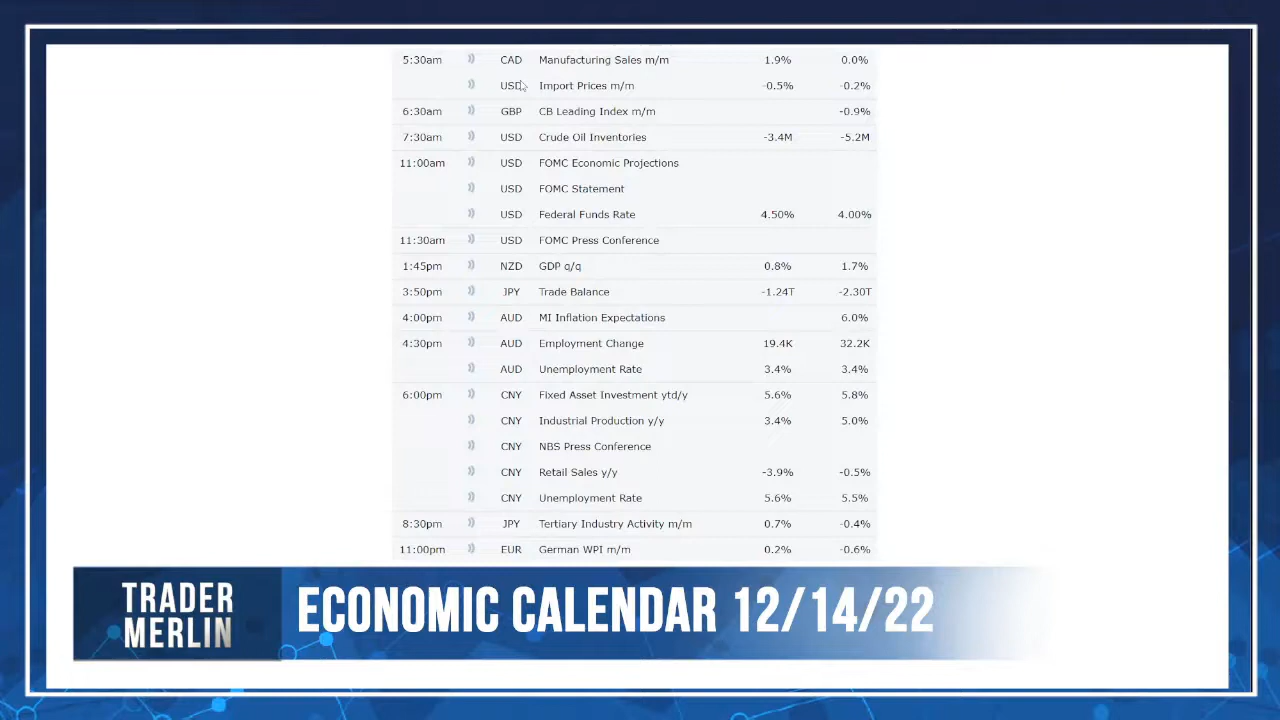 5:30am CAD Manufacturing Sales m/m 1.9% 0.0%
USD Import Prices m/m -0.5% -0.2%
6:30am GBP CB Leading Index m/m -0.9%
7:30am USD Crude Oil Inventories -3.4M -5.2M
11:00am USD FOMC Economic Projections
USD FOMC Statement
USD Federal Funds Rate 4.50% 4.00%
11:30am USD FOMC Press Conference
1:45pm NZD GDP q/q 0.8% 1.7%
3:50pm JPY Trade Balance -1.24T -2.30T
4:00pm AUD MI Inflation Expectations 6.0%
4:30pm AUD Employment Change 19.4K 32.2K
AUD Unemployment Rate 3.4% 3.4%
6:00pm CNY Fixed Asset Investment ytd/y 5.6% 5.8%
CNY Industrial Production y/y 3.4% 5.0%
CNY NBS Press Conference
CNY Retail Sales y/y -3.9% -0.5%
CNY Unemployment Rate 5.6% 5.5%
8:30pm JPY Tertiary Industry Activity m/m 0.7% -0.4%
11:00pm EUR German WPI m/m 0.2% -0.6%
TRADER
MERLIN
ECONOMIC CALENDAR 12/14/22